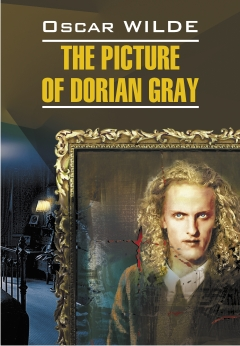 OSCAR WILDE
THE PICTURE
OF DORIAN GRAY